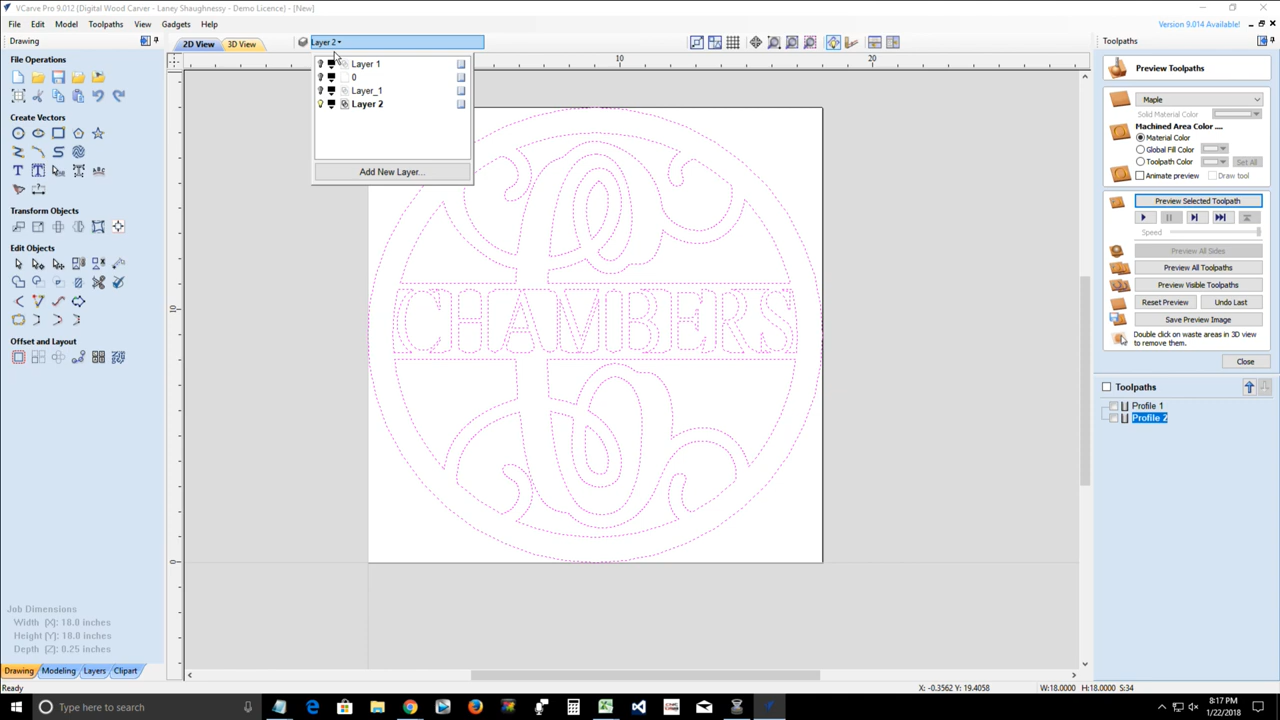 VCarve Pro 9.012 (Digital Wood Carver - Laney Shaughnessy - Demo Licence) - [New]
File Edit Model Toolpaths View Gadgets Help
Version 9.014 Available!
Drawing
2D View 3D View
Layer 2
Toolpaths
File Operations
Create Vectors
Transform Objects
Edit Objects
Offset and Layout
Job Dimensions
Width (X): 18.0 inches
Height (Y): 18.0 inches
Depth (Z): 0.25 inches
Drawing Modeling Layers Clipart
Ready
Layer 1
0
Layer_1
Layer 2
Add New Layer...
10
20
10
0
CHAMBERS
Preview Toolpaths
Maple
Solid Material Color
Machined Area Color ....
Material Color
Global Fill Color
Toolpath Color
Set All
Animate preview
Draw tool
Preview Selected Toolpath
Speed
Preview All Sides
Preview All Toolpaths
Preview Visible Toolpaths
Reset Preview
Undo Last
Save Preview Image
Double click on waste areas in 3D view
to remove them.
Close
Toolpaths
Profile 1
Profile 2
X: -0.3562 Y: 19.4058
W:18.0000 H:18.0000 S:34
Type here to search
8:17 PM
1/22/2018